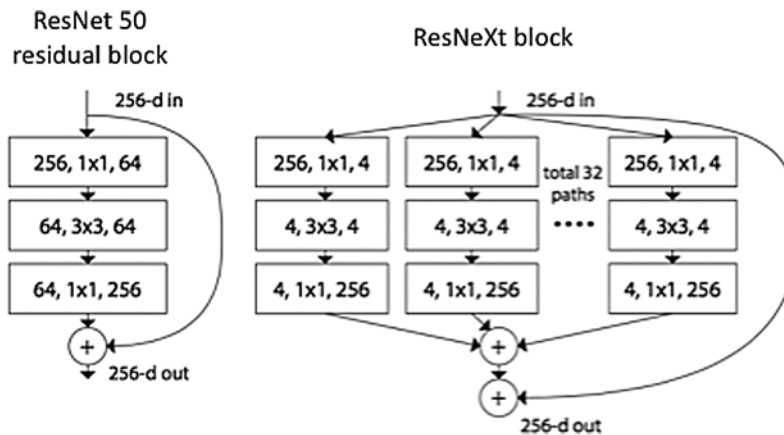 ResNet 50
residual block
256-d in
256, 1x1, 64
64, 3x3, 64
64, 1x1, 256
+
256-d out
ResNeXt block
256-d in
256, 1x1, 4
256, 1x1, 4
total 32
paths
....
256, 1x1, 4
4, 3x3, 4
4, 3x3, 4
4, 3x3, 4
4, 1x1, 256
4, 1x1, 256
4, 1x1, 256
+
+
256-d out